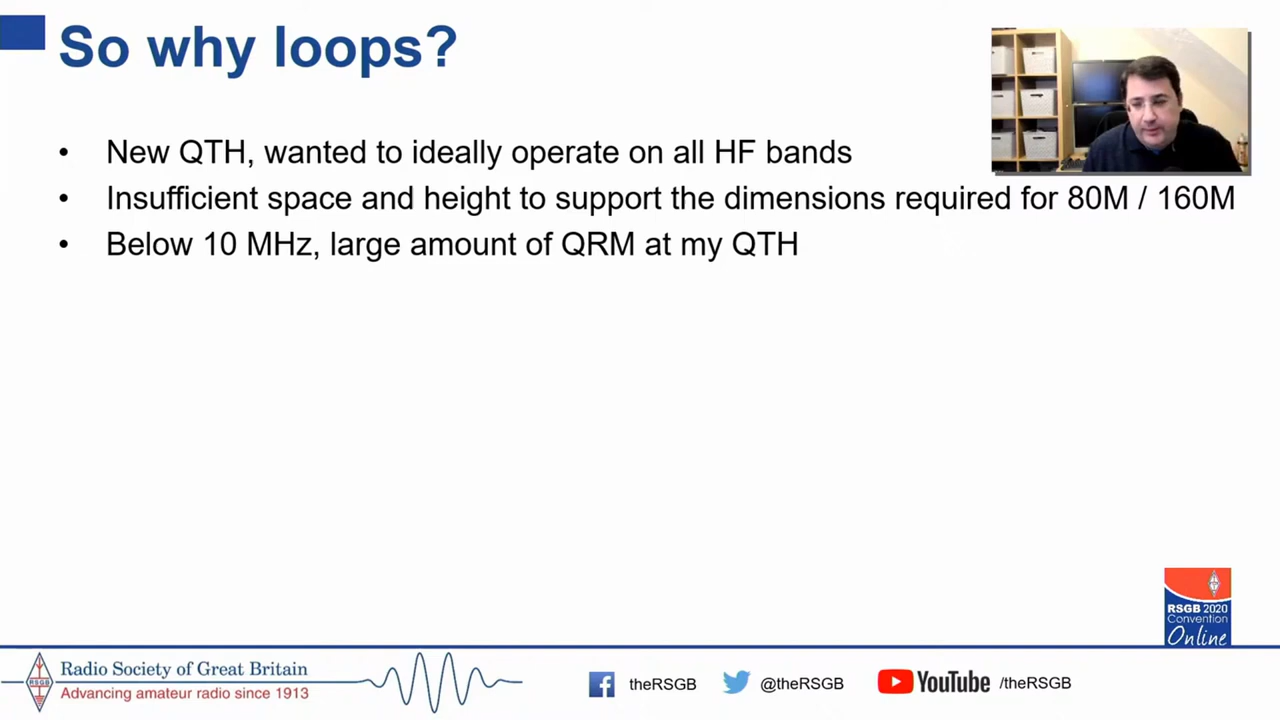 So why loops?
• New QTH, wanted to ideally operate on all HF bands
• Insufficient space and height to support the dimensions required for 80M / 160M
• Below 10 MHz, large amount of QRM at my QTH
RSGB 2020
Convention
Online
RSGB
Radio Society of Great Britain
Advancing amateur radio since 1913
theRSGB
@theRSGB
YouTube /theRSGB